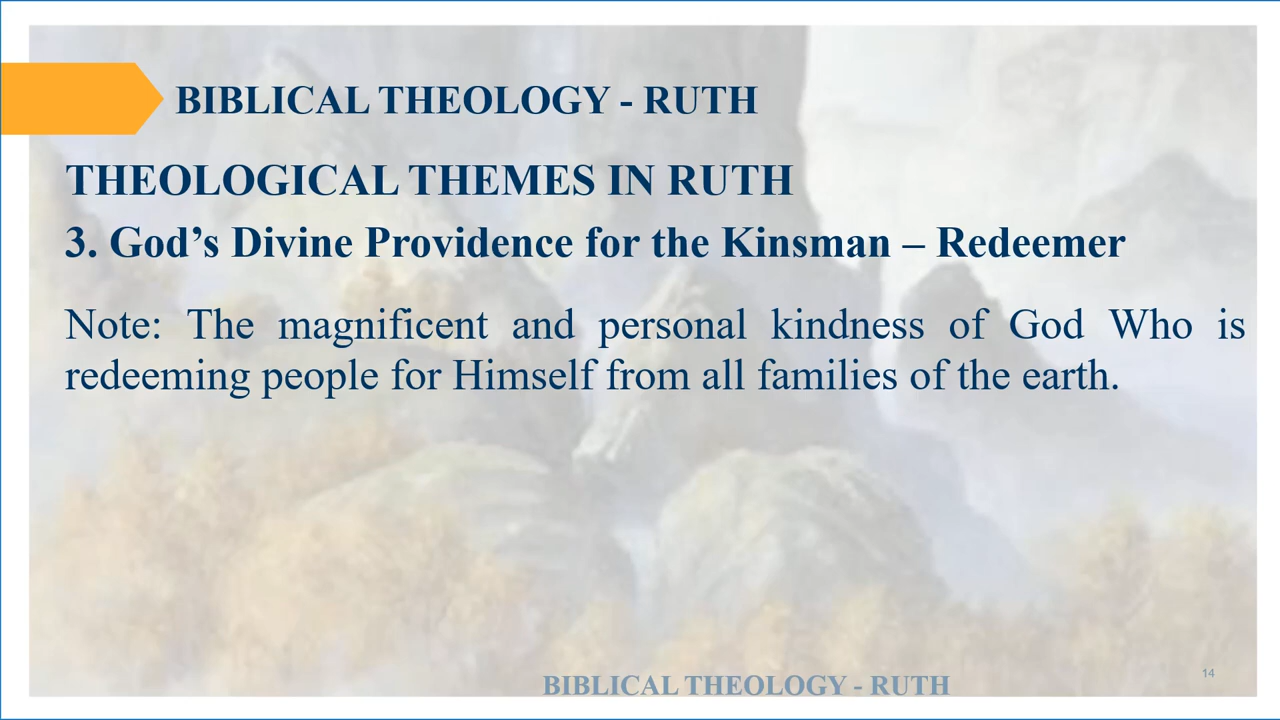 BIBLICAL THEOLOGY - RUTH
THEOLOGICAL THEMES IN RUTH
3. God’s Divine Providence for the Kinsman – Redeemer
Note: The magnificent and personal kindness of God Who is
redeeming people for Himself from all families of the earth.
14
BIBLICAL THEOLOGY - RUTH